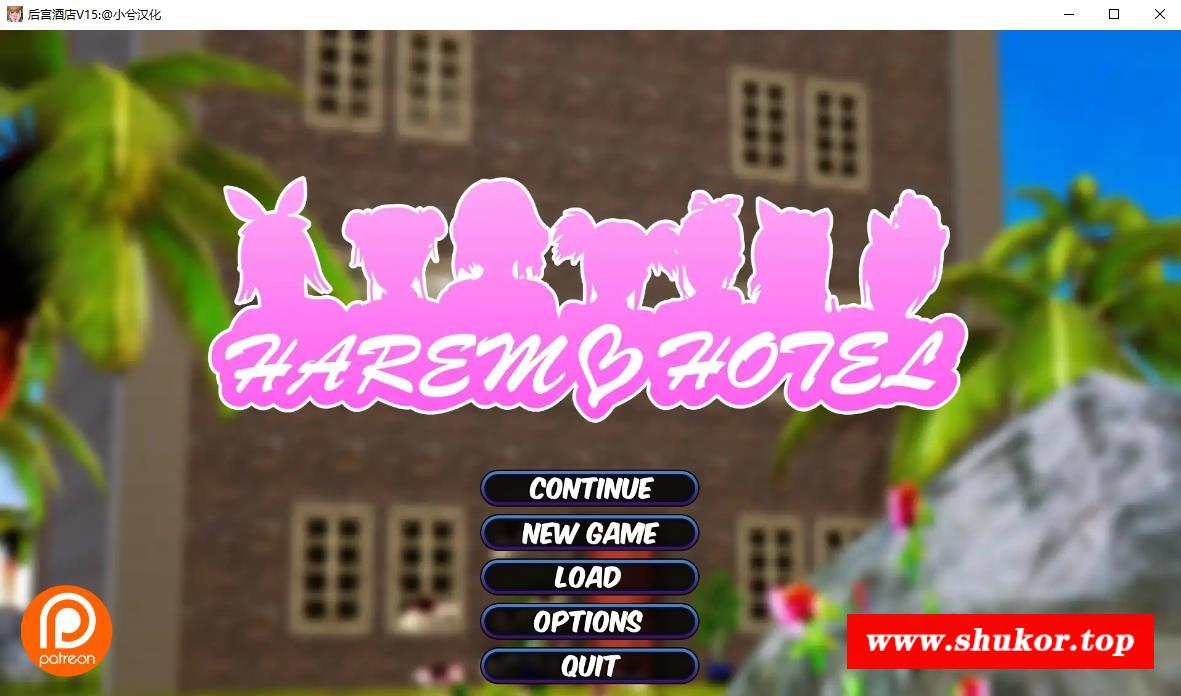 后宫酒店V15:@小兮汉化
HAREM HOTEL
CONTINUE
NEW GAME
LOAD
OPTIONS
QUIT
patreon
www.shukor.top